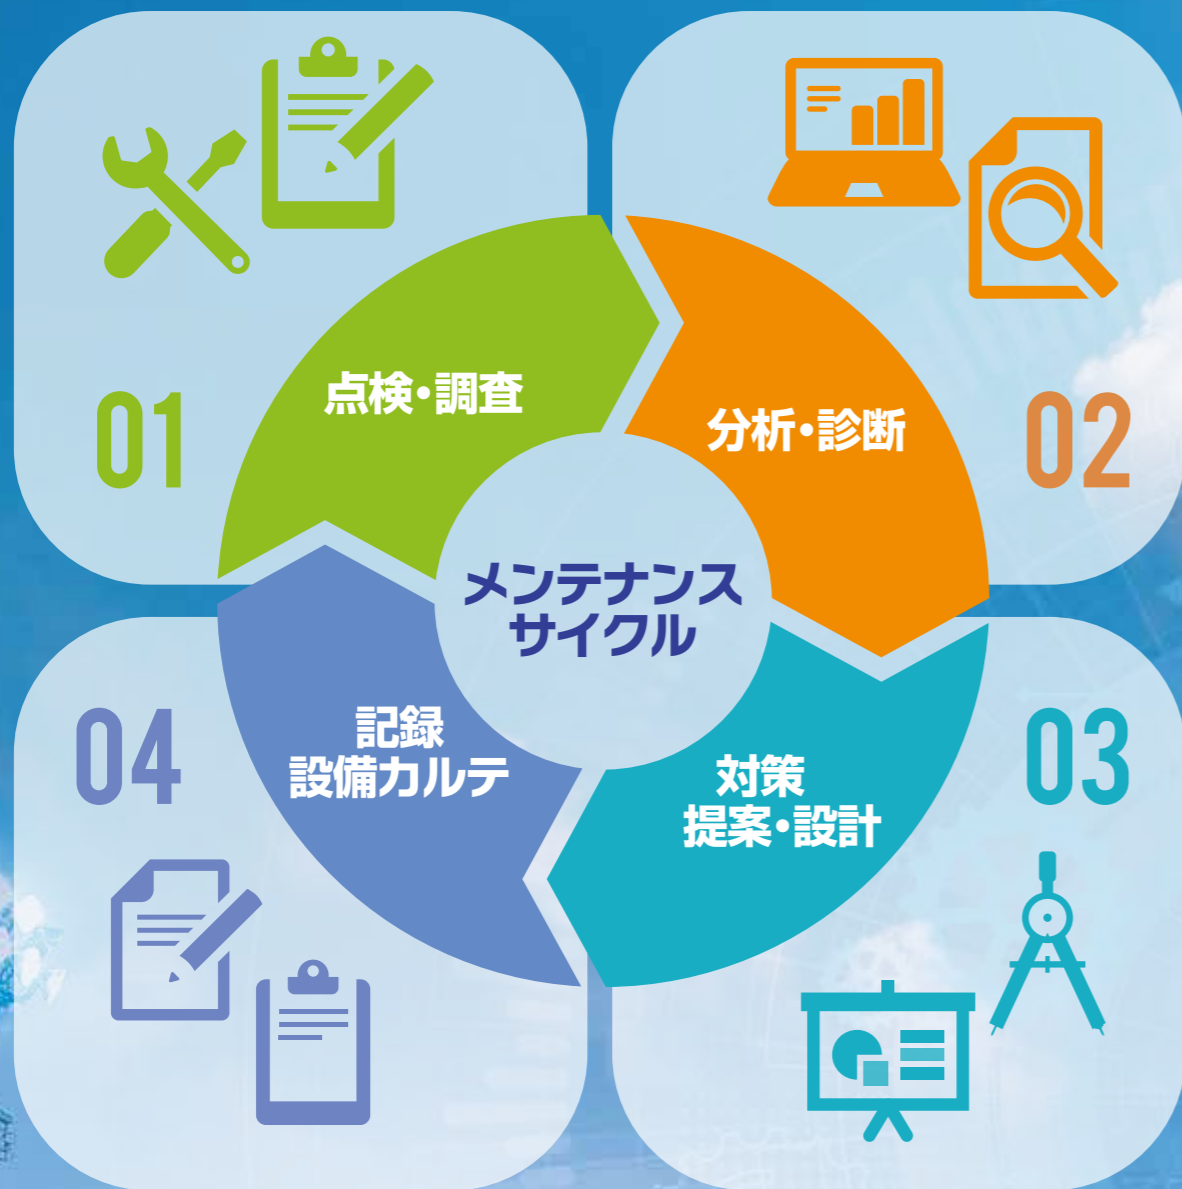 01
点検・調査
02
分析・診断
メンテナンス
サイクル
03
対策
提案・設計
04
記録
設備カルテ